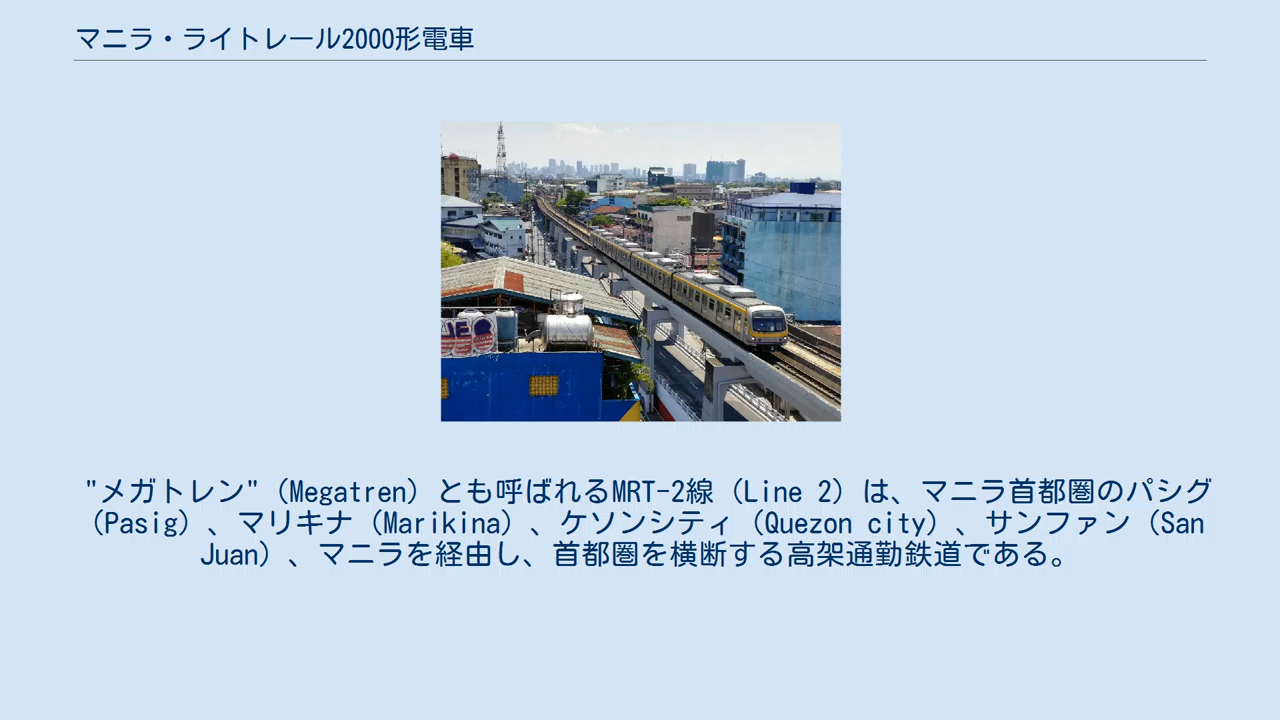 マニラ・ライトレール2000形電車
"メガトレン"（Megatren）とも呼ばれるMRT-2線（Line 2）は、マニラ首都圏のパシグ
（Pasig）、マリキナ（Marikina）、ケソンシティ（Quezon city）、サンファン（San
Juan）、マニラを経由し、首都圏を横断する高架通勤鉄道である。